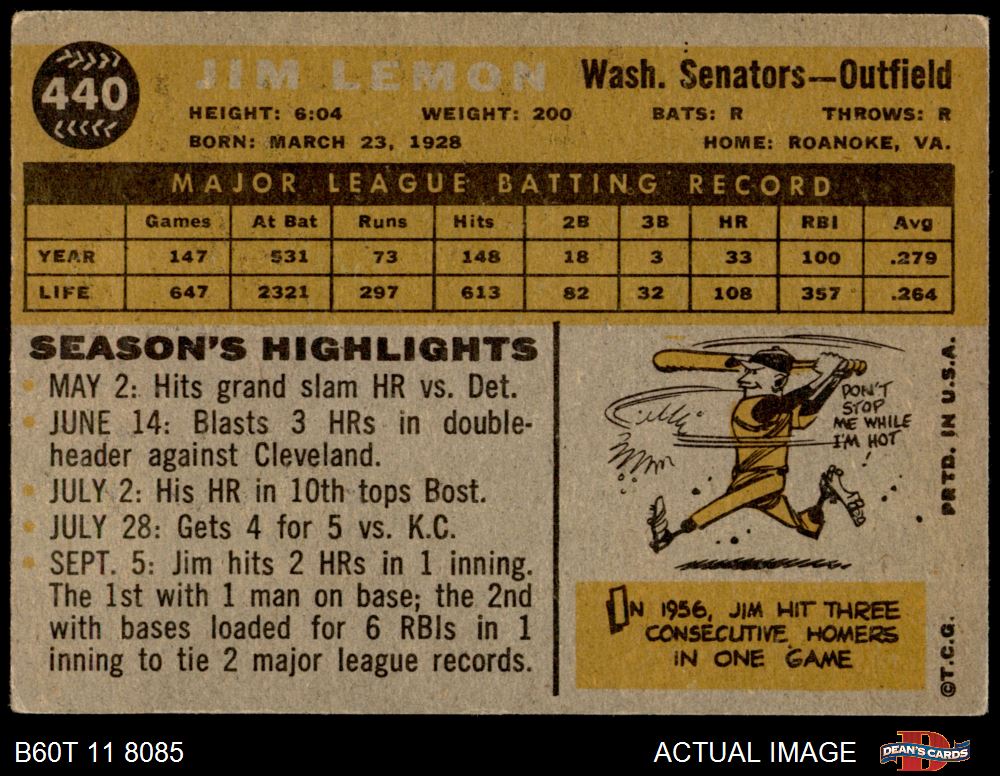 440
JIM LEMON Wash. Senators—Outfield
HEIGHT: 6:04 WEIGHT: 200 BATS: R THROWS: R
BORN: MARCH 23, 1928 HOME: ROANOKE, VA.
MAJOR LEAGUE BATTING RECORD
Games At Bat Runs Hits 2B 3B HR RBI Avg
YEAR 147 531 73 148 18 3 33 100 .279
LIFE 647 2321 297 613 82 32 108 357 .264
SEASON'S HIGHLIGHTS
MAY 2: Hits grand slam HR vs. Det.
JUNE 14: Blasts 3 HRs in double-
header against Cleveland.
JULY 2: His HR in 10th tops Bost.
JULY 28: Gets 4 for 5 vs. K.C.
SEPT. 5: Jim hits 2 HRs in 1 inning.
The 1st with 1 man on base; the 2nd
with bases loaded for 6 RBIs in 1
inning to tie 2 major league records.
DON'T
STOP
ME WHILE
I'M HOT
!
IN 1956, JIM HIT THREE
CONSECUTIVE HOMERS
IN ONE GAME
©T.C.G. PRTD. IN U.S.A.
B60T 11 8085 ACTUAL IMAGE DEAN'S CARDS